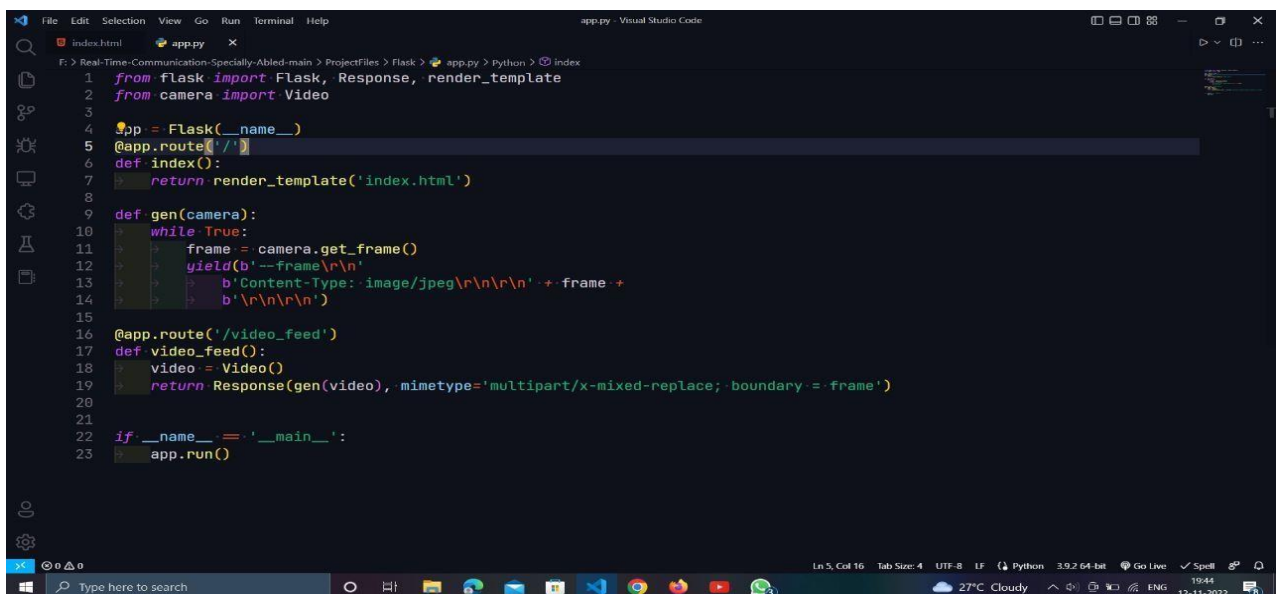 File Edit Selection View Go Run Terminal Help app.py - Visual Studio Code
index.html app.py
F: > Real-Time-Communication-Specially-Abled-main > ProjectFiles > Flask > app.py > Python > index
1 from flask import Flask, Response, render_template
2 from camera import Video
3
4 app = Flask(__name__)
5 @app.route('/')
6 def index():
7 return render_template('index.html')
8
9 def gen(camera):
10 while True:
11 frame = camera.get_frame()
12 yield(b'--frame\r\n'
13 b'Content-Type: image/jpeg\r\n\r\n' + frame +
14 b'\r\n\r\n')
15
16 @app.route('/video_feed')
17 def video_feed():
18 video = Video()
19 return Response(gen(video), mimetype='multipart/x-mixed-replace; boundary = frame')
20
21
22 if __name__ == '__main__':
23 app.run()
0 0 Ln 5, Col 16 Tab Size: 4 UTF-8 LF Python 3.9.2 64-bit Go Live Spell
Type here to search 27°C Cloudy ENG 19:44
12-11-2022